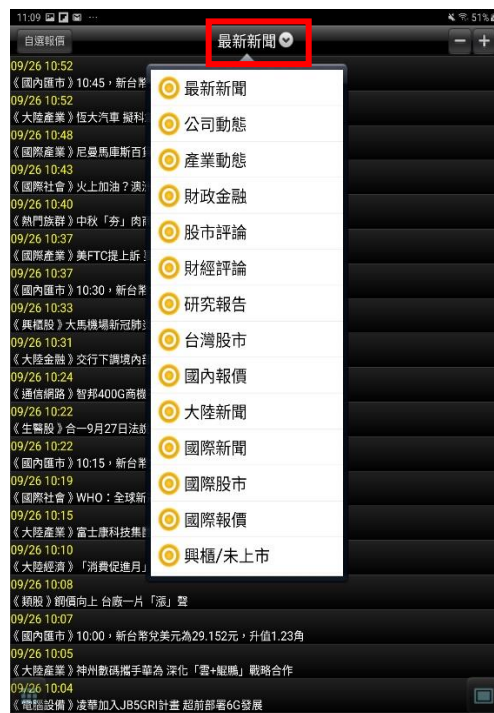 11:09
51%
自選報價
最新新聞
09/26 10:52
《國內匯市》10:45，新台幣
09/26 10:52
《大陸產業》恆大汽車 擬科
09/26 10:48
《國際產業》尼曼馬庫斯百
09/26 10:43
《國際社會》火上加油？澳
09/26 10:40
《熱門族群》中秋「夯」肉
09/26 10:37
《國際產業》美FTC提上訴
09/26 10:37
《國內匯市》10:30，新台幣
09/26 10:33
《興櫃股》大馬機場新冠肺
09/26 10:31
《大陸金融》交行下調境內
09/26 10:24
《通信網路》智邦400G商機
09/26 10:22
《生醫股》合一9月27日法說
09/26 10:22
《國內匯市》10:15，新台幣
09/26 10:19
《國際社會》WHO：全球新
09/26 10:15
《大陸產業》富士康科技集團
09/26 10:10
《大陸經濟》「消費促進月」
09/26 10:08
《類股》鋼價向上 台廠一片「漲」聲
09/26 10:07
《國內匯市》10:00，新台幣兌美元為29.152元，升值1.23角
09/26 10:05
《大陸產業》神州數碼攜手華為 深化「雲+鯤鵬」戰略合作
09/26 10:04
《電腦設備》凌華加入JB5GRI計畫 超前部署6G發展
最新新聞
公司動態
產業動態
財政金融
股市評論
財經評論
研究報告
台灣股市
國內報價
大陸新聞
國際新聞
國際股市
國際報價
興櫃/未上市